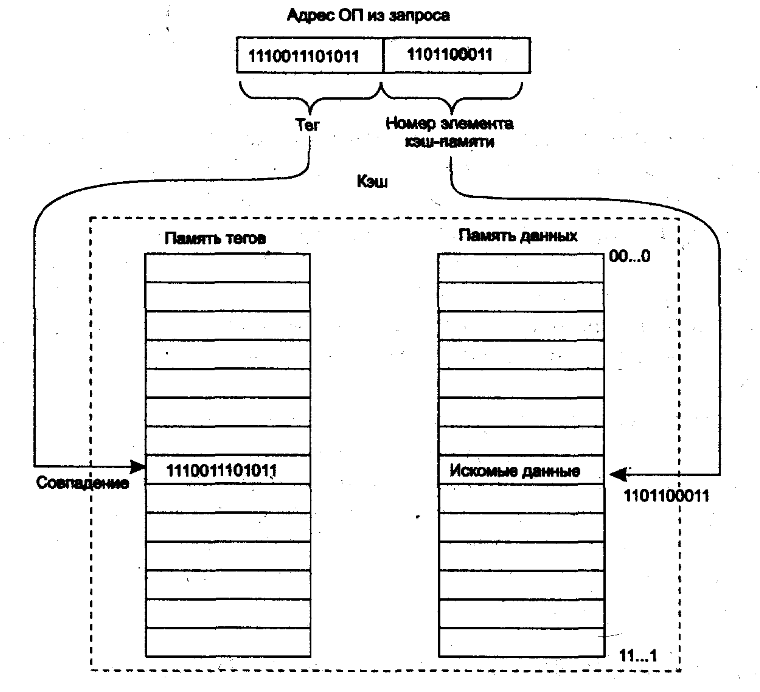 Адрес ОП из запроса
1110011101011 1101100011
Тег
Номер элемента
кэш-памяти
Кэш
Память тегов
Память данных
00...0
1110011101011
Искомые данные
Совпадение
1101100011
11...1